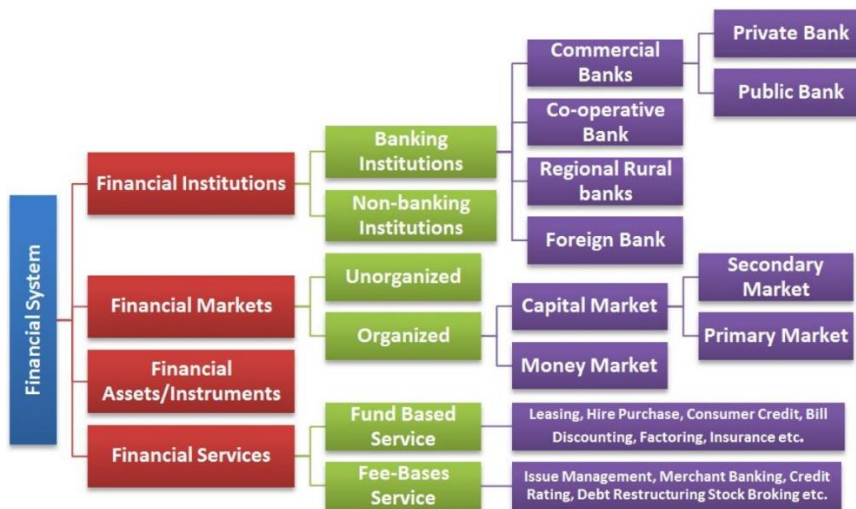 Financial System
Financial Institutions
Banking
Institutions
Commercial
Banks
Private Bank
Public Bank
Co-operative
Bank
Regional Rural
banks
Foreign Bank
Non-banking
Institutions
Financial Markets
Unorganized
Organized
Capital Market
Secondary
Market
Primary Market
Money Market
Financial
Assets/Instruments
Financial Services
Fund Based
Service
Leasing, Hire Purchase, Consumer Credit, Bill
Discounting, Factoring, Insurance etc.
Fee-Bases
Service
Issue Management, Merchant Banking, Credit
Rating, Debt Restructuring Stock Broking etc.